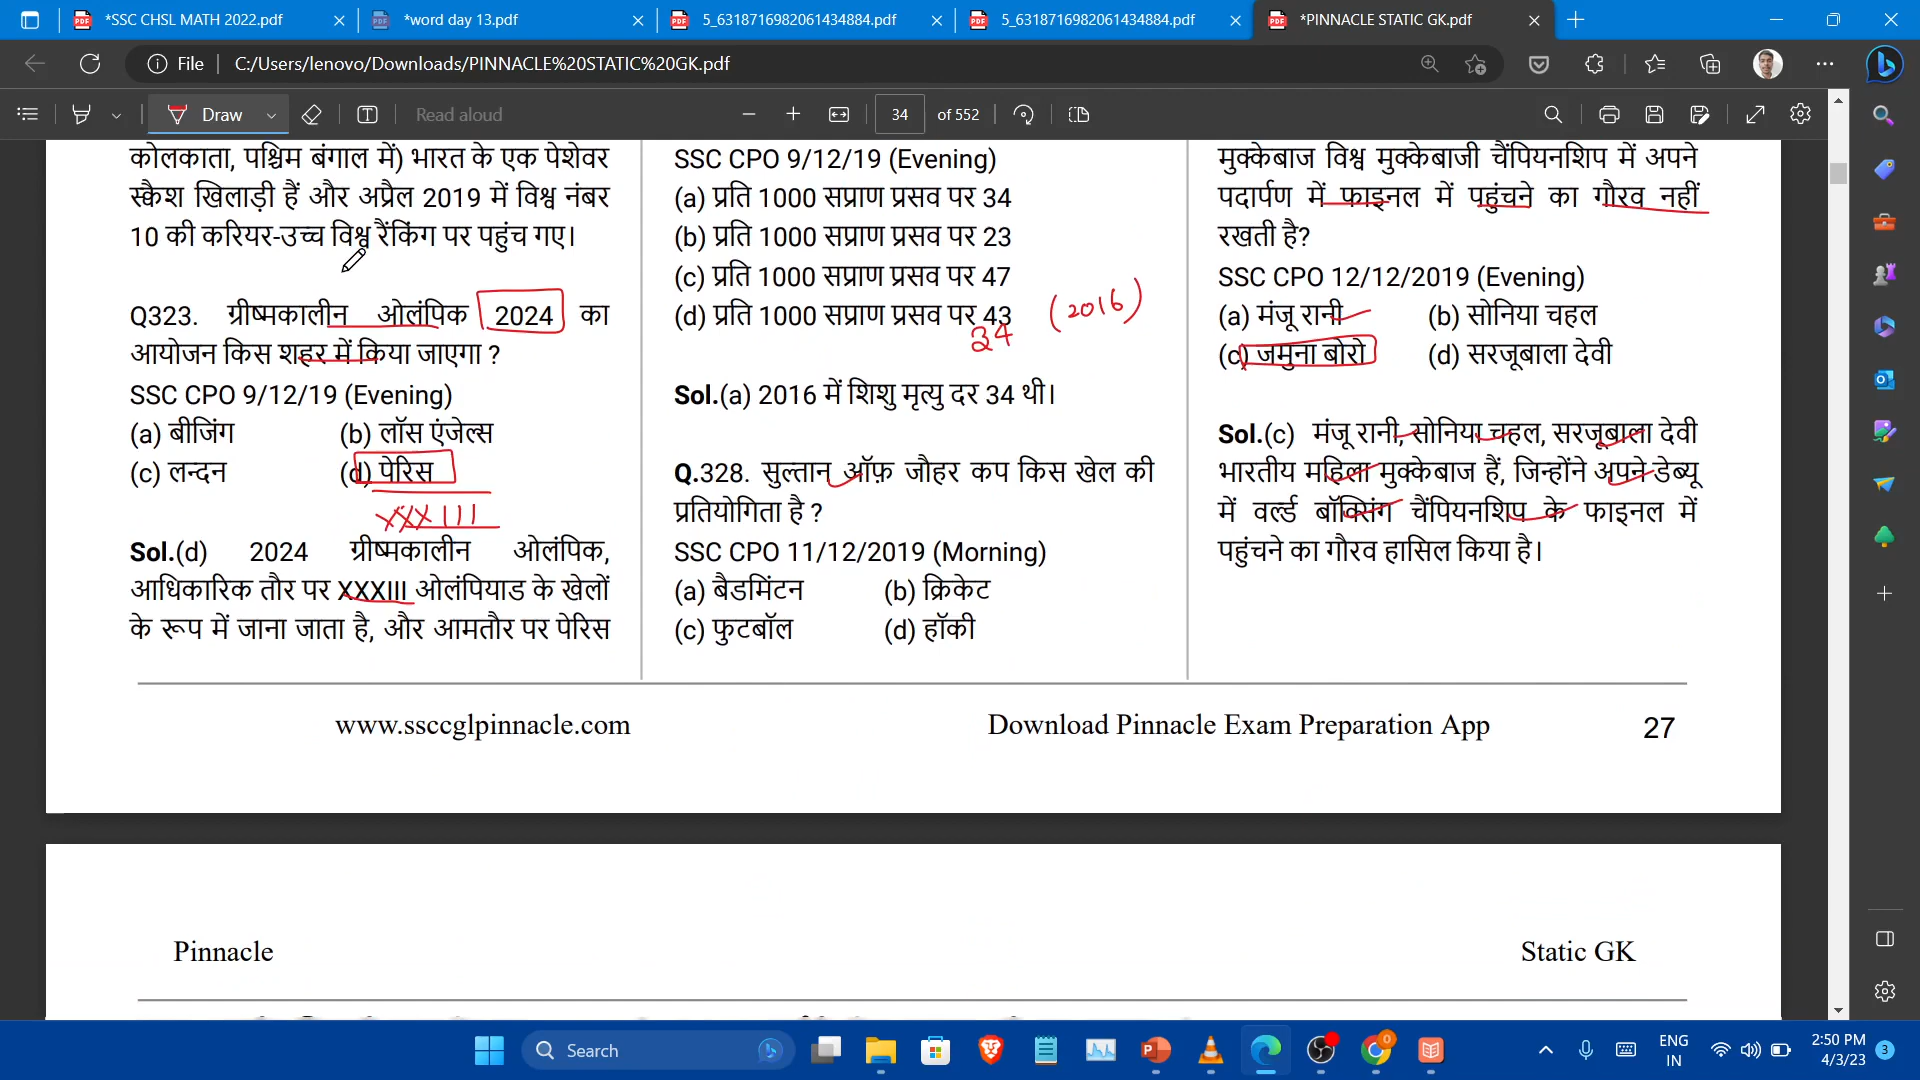 *SSC CHSL MATH 2022.pdf
*word day 13.pdf
5_6318716982061434884.pdf
5_6318716982061434884.pdf
*PINNACLE STATIC GK.pdf
File
C:/Users/lenovo/Downloads/PINNACLE%20STATIC%20GK.pdf
Draw
Read aloud
34
of 552
कोलकाता, पश्चिम बंगाल में) भारत के एक पेशेवर
स्क्वैश खिलाड़ी हैं और अप्रैल 2019 में विश्व नंबर
10 की करियर-उच्च विश्व रैंकिंग पर पहुंच गए।
Q323. ग्रीष्मकालीन ओलंपिक 2024 का
आयोजन किस शहर में किया जाएगा ?
SSC CPO 9/12/19 (Evening)
(a) बीजिंग (b) लॉस एंजेल्स
(c) लन्दन (d) पेरिस
XXXIII
Sol.(d) 2024 ग्रीष्मकालीन ओलंपिक,
आधिकारिक तौर पर XXXIII ओलंपियाड के खेलों
के रूप में जाना जाता है, और आमतौर पर पेरिस
SSC CPO 9/12/19 (Evening)
(a) प्रति 1000 सप्राण प्रसव पर 34
(b) प्रति 1000 सप्राण प्रसव पर 23
(c) प्रति 1000 सप्राण प्रसव पर 47
(d) प्रति 1000 सप्राण प्रसव पर 43
(2016)
34
Sol.(a) 2016 में शिशु मृत्यु दर 34 थी।
Q.328. सुल्तान ऑफ़ जौहर कप किस खेल की
प्रतियोगिता है ?
SSC CPO 11/12/2019 (Morning)
(a) बैडमिंटन (b) क्रिकेट
(c) फुटबॉल (d) हॉकी
मुक्केबाज विश्व मुक्केबाजी चैंपियनशिप में अपने
पदार्पण में फाइनल में पहुंचने का गौरव नहीं
रखती है?
SSC CPO 12/12/2019 (Evening)
(a) मंजू रानी (b) सोनिया चहल
(c) जमुना बोरो (d) सरजूबाला देवी
Sol.(c) मंजू रानी, सोनिया चहल, सरजूबाला देवी
भारतीय महिला मुक्केबाज हैं, जिन्होंने अपने डेब्यू
में वर्ल्ड बॉक्सिंग चैंपियनशिप के फाइनल में
पहुंचने का गौरव हासिल किया है।
www.ssccglpinnacle.com
Download Pinnacle Exam Preparation App
27
Pinnacle
Static GK
Search
ENG
IN
2:50 PM
4/3/23
3